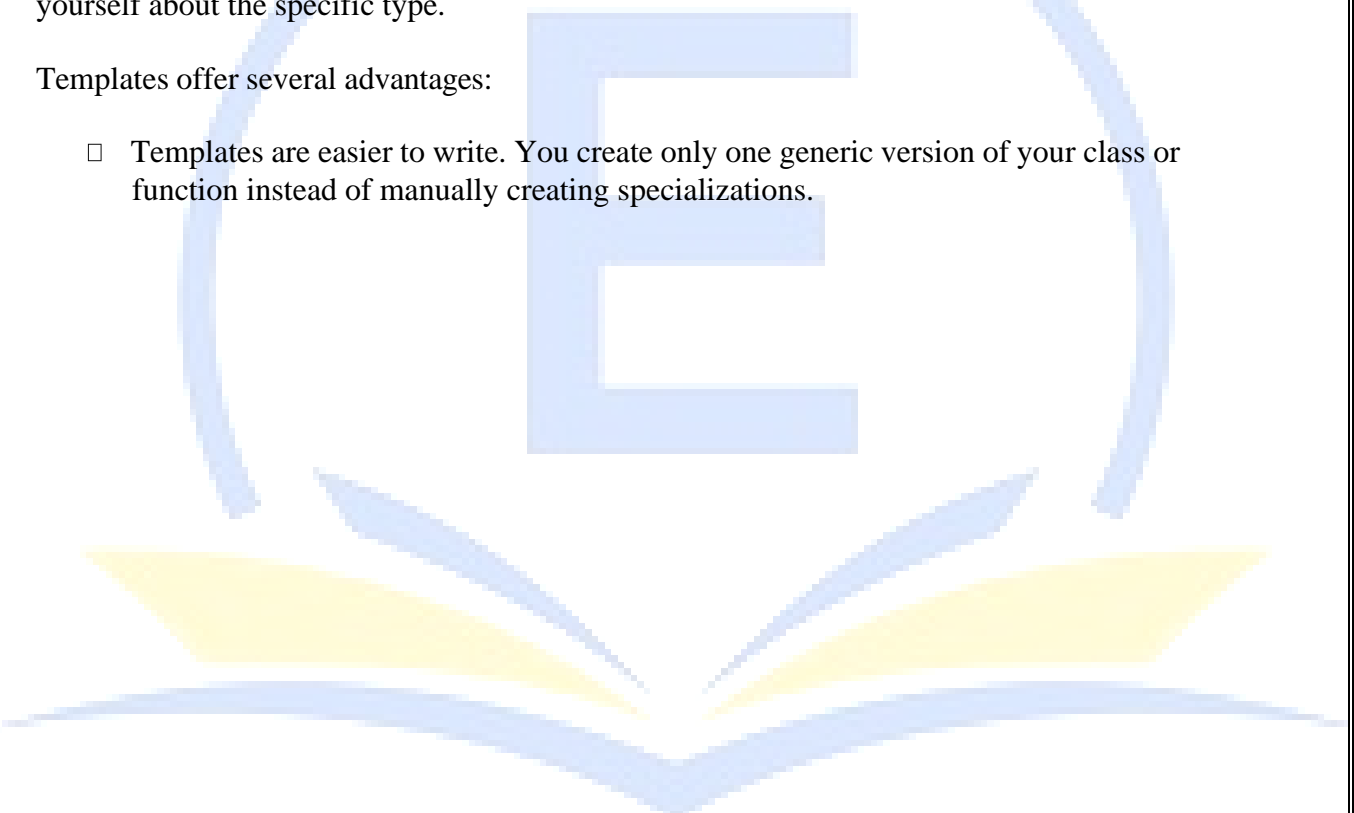 yourself about the specific type.
Templates offer several advantages:
□ Templates are easier to write. You create only one generic version of your class or
function instead of manually creating specializations.
E